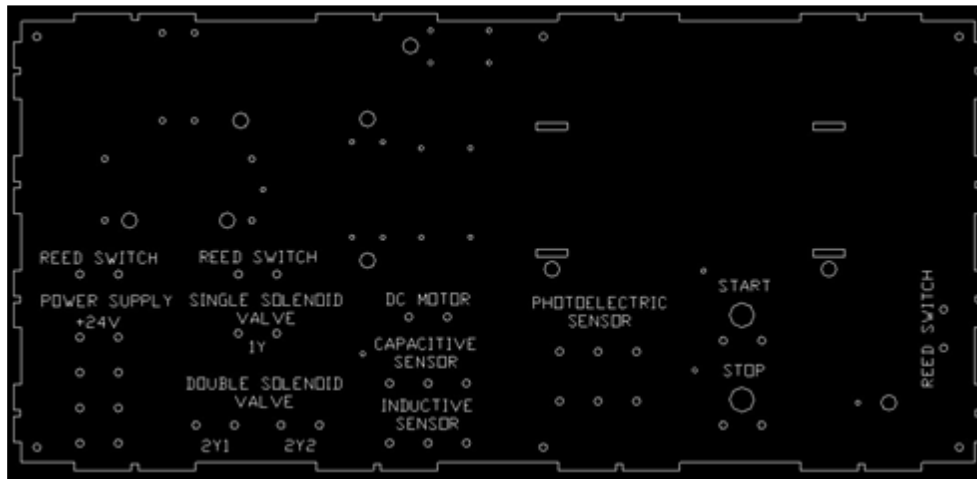 REED SWITCH
REED SWITCH
POWER SUPPLY
+24V
SINGLE SOLENOID
VALVE
1Y
DC MOTOR
CAPACITIVE
SENSOR
DOUBLE SOLENOID
VALVE
2Y1
2Y2
INDUCTIVE
SENSOR
PHOTOELECTRIC
SENSOR
START
STOP
REED SWITCH